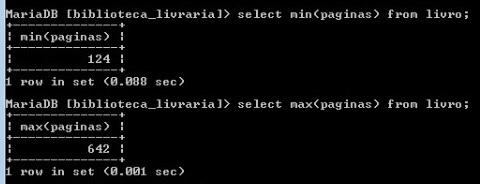 MariaDB [biblioteca_livraria]> select min(paginas) from livro;
+--------------+
| min(paginas) |
+--------------+
|          124 |
+--------------+
1 row in set (0.088 sec)
MariaDB [biblioteca_livraria]> select max(paginas) from livro;
+--------------+
| max(paginas) |
+--------------+
|          642 |
+--------------+
1 row in set (0.001 sec)